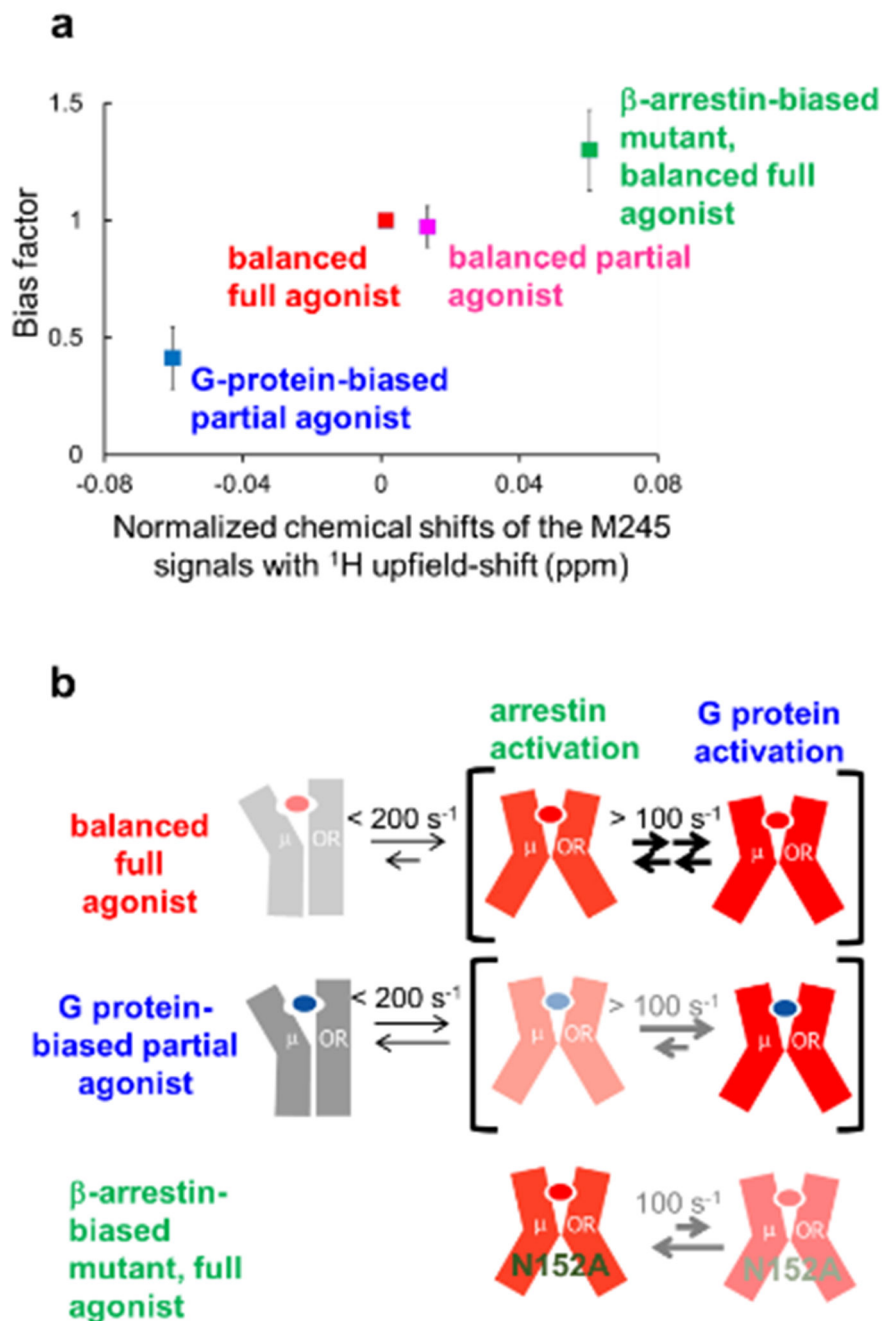 a
1.5
1
0.5
0
-0.08
-0.04
0
0.04
0.08
Bias factor
β-arrestin-biased
mutant,
balanced full
agonist
balanced
full agonist
balanced partial
agonist
G-protein-biased
partial agonist
Normalized chemical shifts of the M245
signals with ¹H upfield-shift (ppm)
b
arrestin
activation
G protein
activation
balanced
full
agonist
μ OR
< 200 s⁻¹
μ OR
> 100 s⁻¹
μ OR
G protein-
biased partial
agonist
μ OR
< 200 s⁻¹
μ OR
> 100 s⁻¹
μ OR
β-arrestin-
biased
mutant, full
agonist
μ OR
N152A
100 s⁻¹
μ OR
N152A